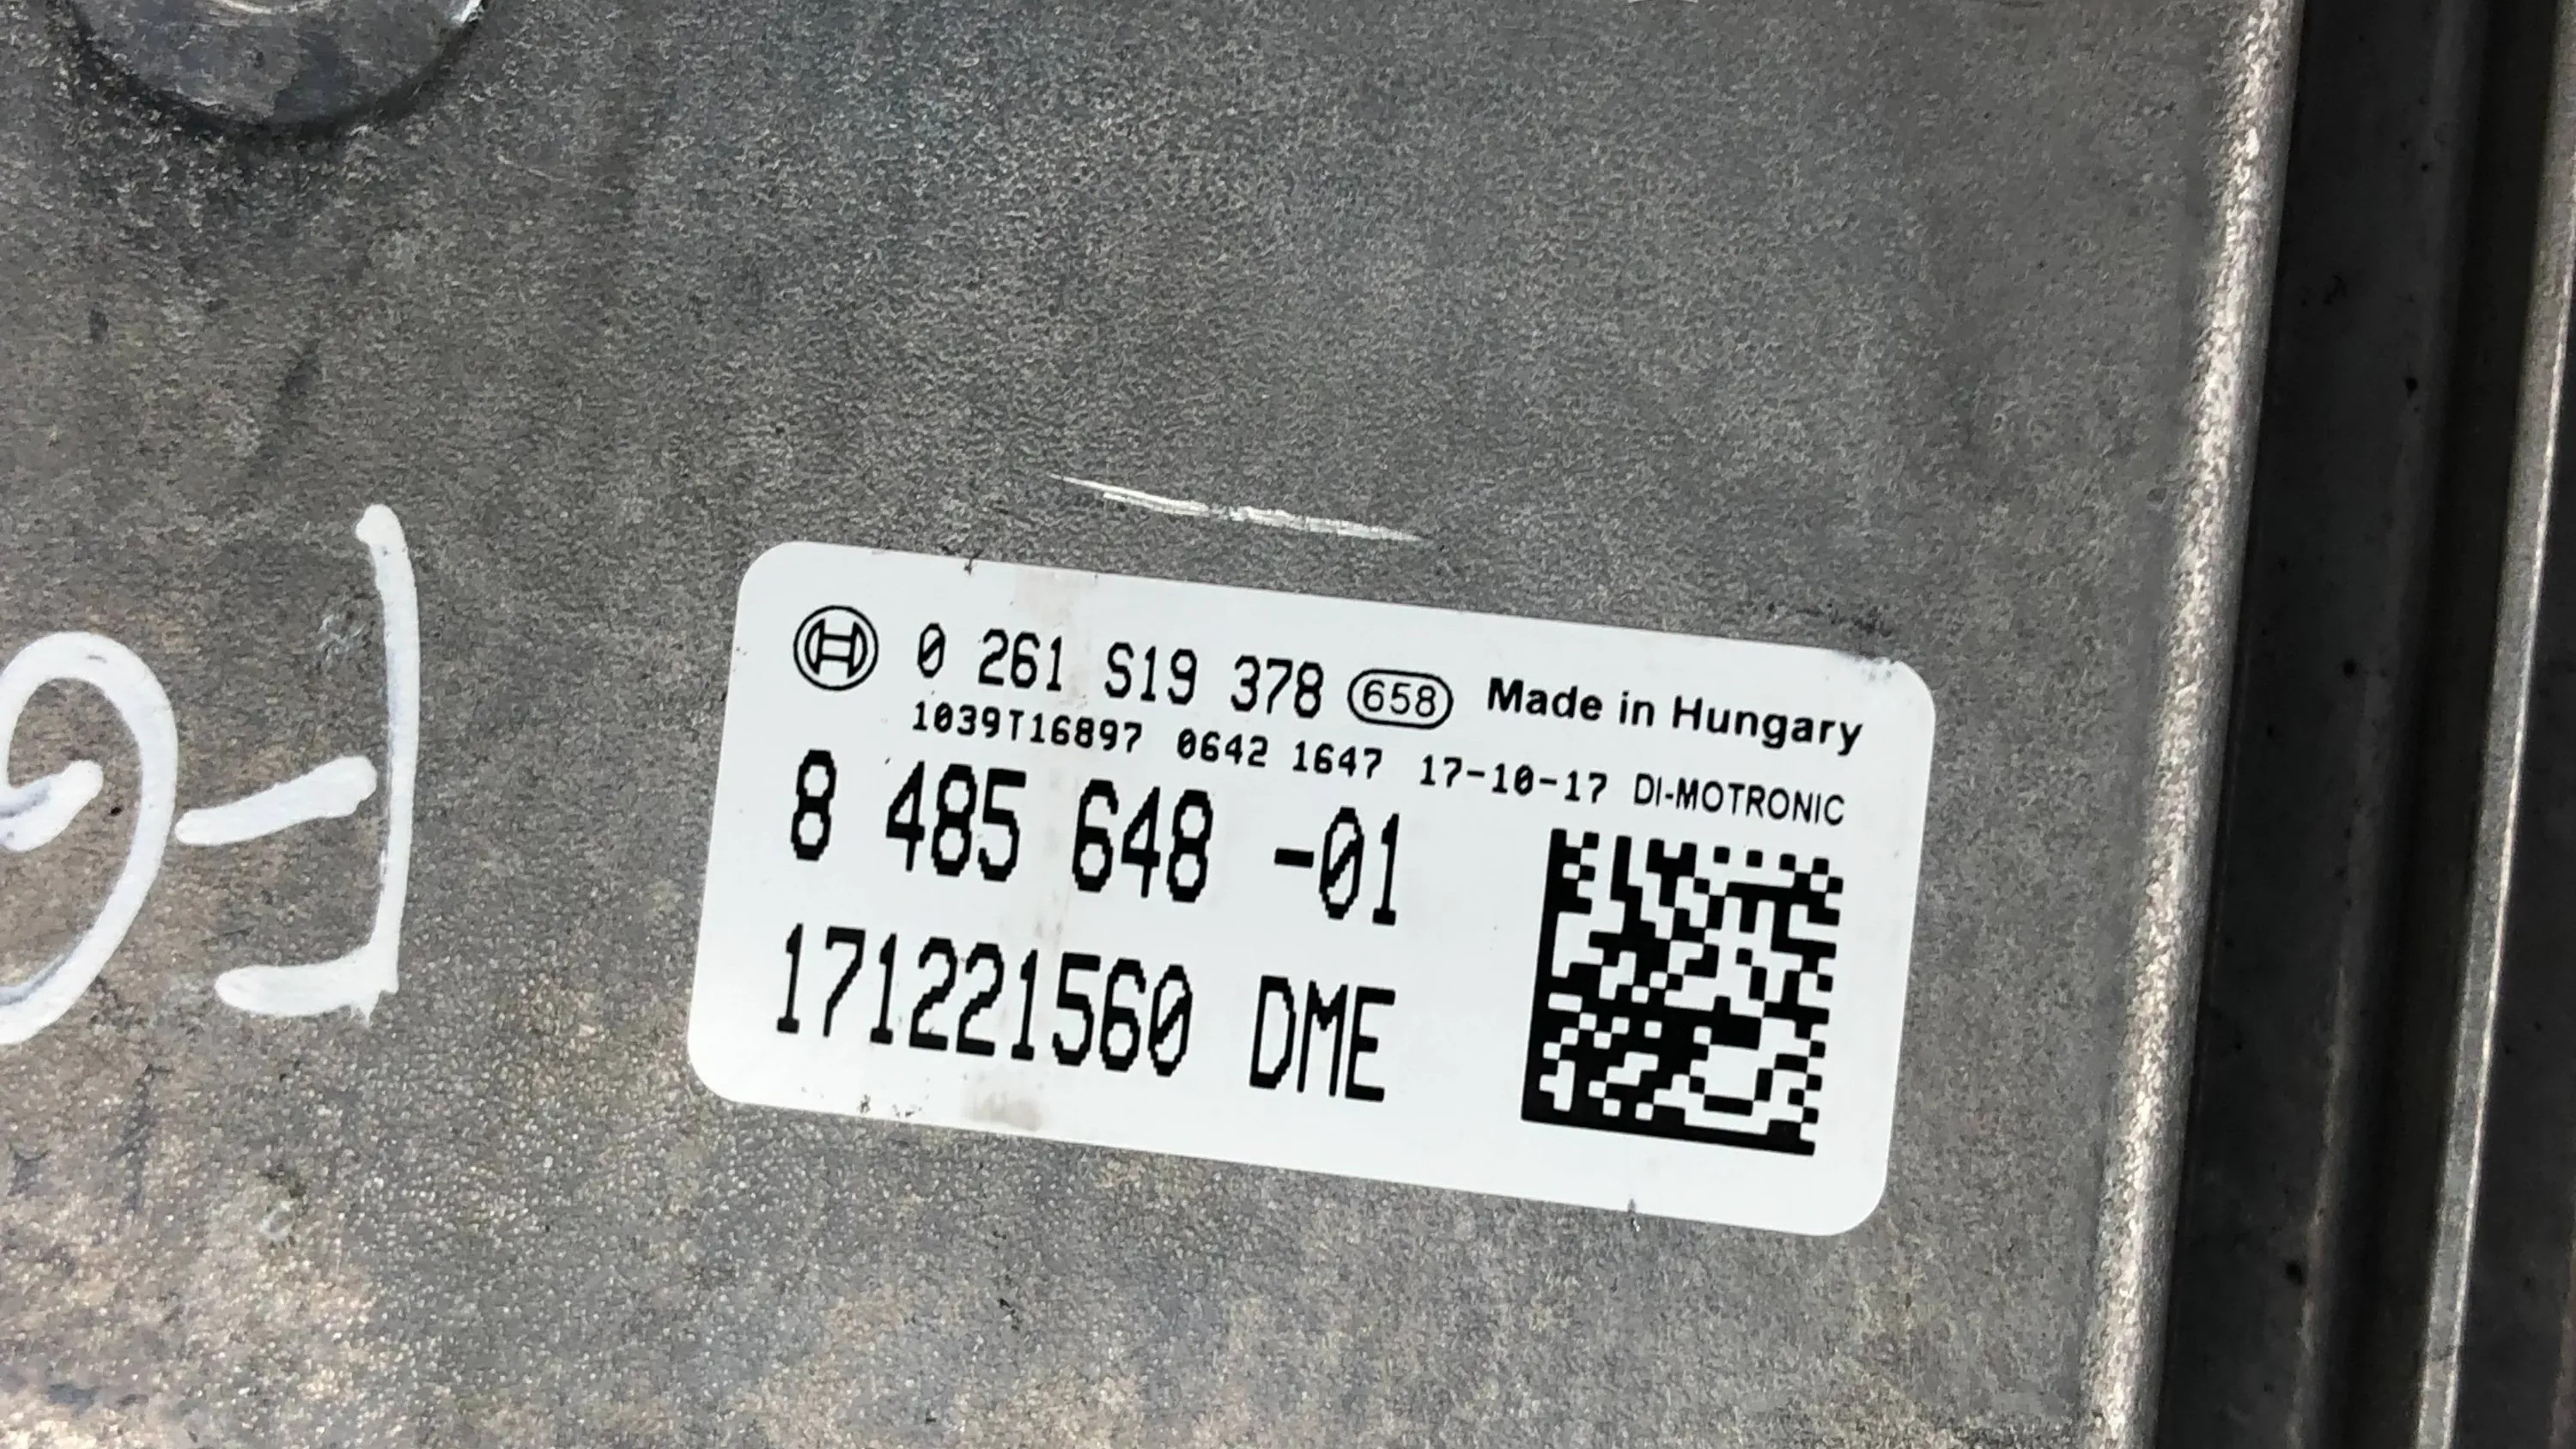 0 261 S19 378 658 Made in Hungary
1039T16897 0642 1647 17-10-17 DI-MOTRONIC
8 485 648 -01
171221560 DME